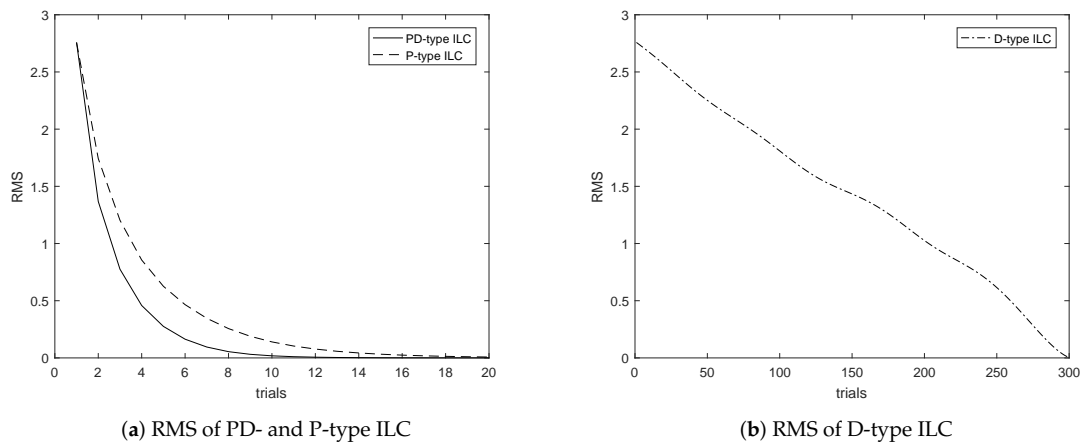 3
2.5
2
1.5
1
0.5
0
RMS
0 2 4 6 8 10 12 14 16 18 20
trials
PD-type ILC
P-type ILC
(a) RMS of PD- and P-type ILC
3
2.5
2
1.5
1
0.5
0
RMS
0 50 100 150 200 250 300
trials
D-type ILC
(b) RMS of D-type ILC